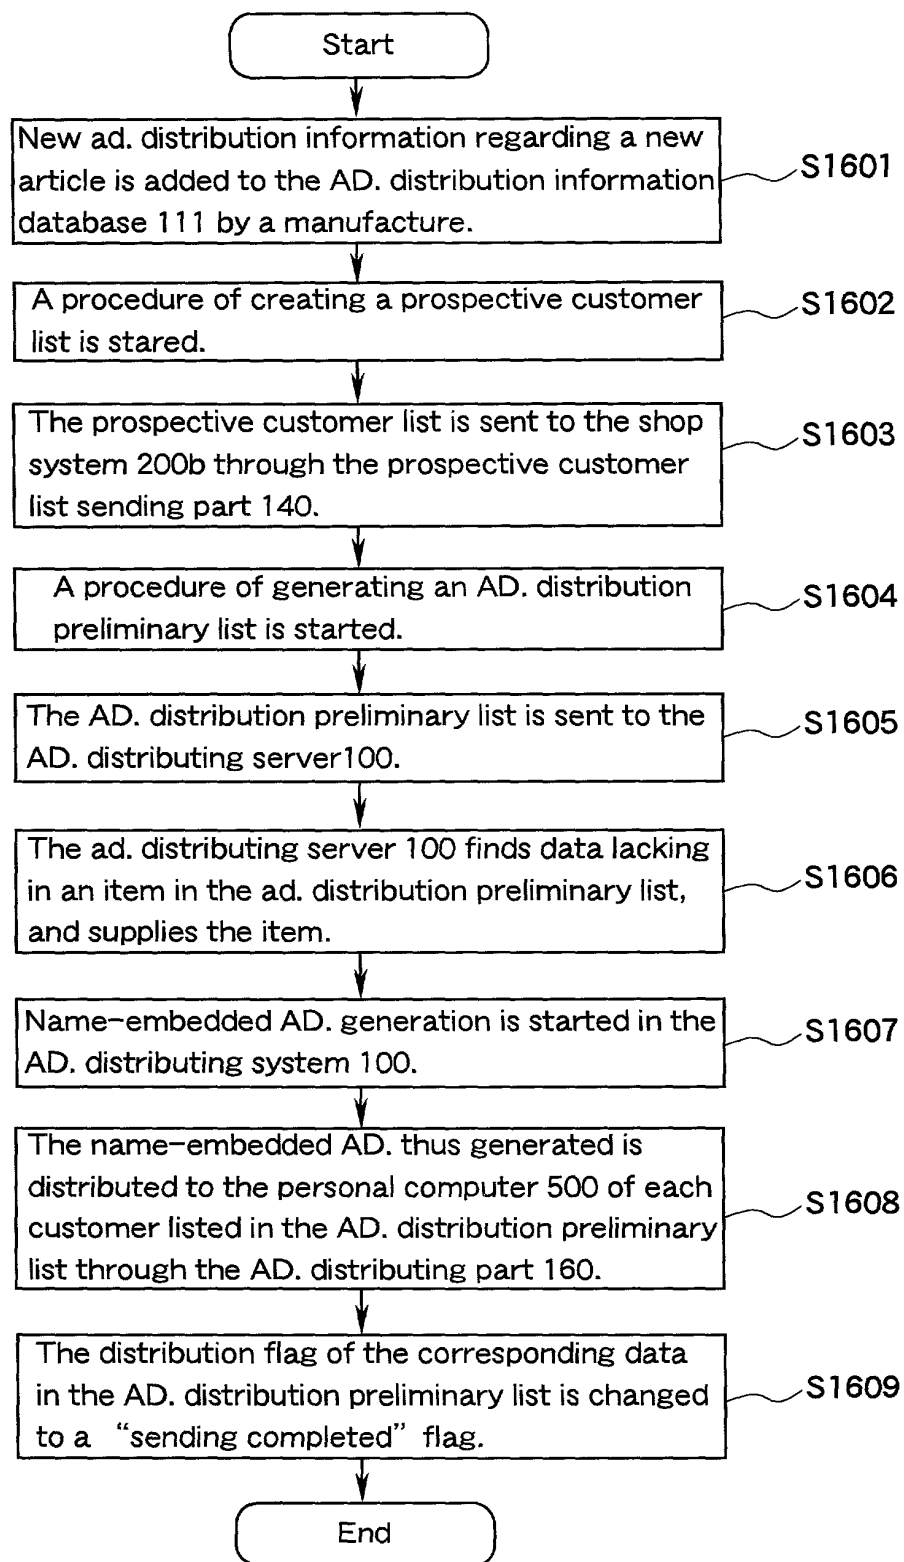 Start
New ad. distribution information regarding a new
article is added to the AD. distribution information
database 111 by a manufacture.
S1601
A procedure of creating a prospective customer
list is stared.
S1602
The prospective customer list is sent to the shop
system 200b through the prospective customer
list sending part 140.
S1603
A procedure of generating an AD. distribution
preliminary list is started.
S1604
The AD. distribution preliminary list is sent to the
AD. distributing server100.
S1605
The ad. distributing server 100 finds data lacking
in an item in the ad. distribution preliminary list,
and supplies the item.
S1606
Name-embedded AD. generation is started in the
AD. distributing system 100.
S1607
The name-embedded AD. thus generated is
distributed to the personal computer 500 of each
customer listed in the AD. distribution preliminary
list through the AD. distributing part 160.
S1608
The distribution flag of the corresponding data
in the AD. distribution preliminary list is changed
to a “sending completed” flag.
S1609
End